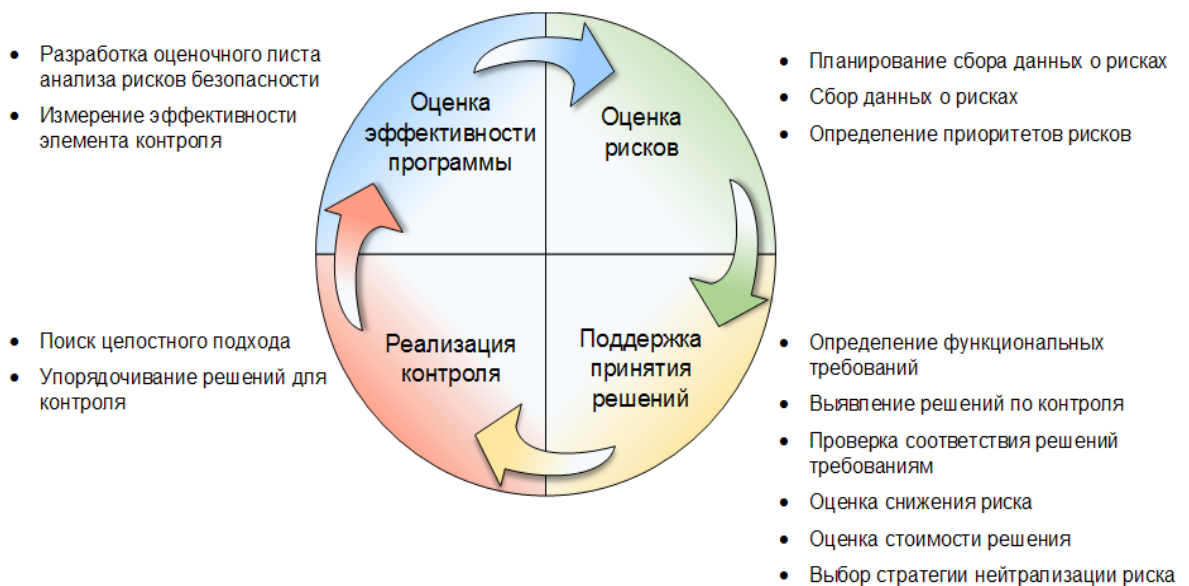 • Разработка оценочного листа
анализа рисков безопасности
• Измерение эффективности
элемента контроля
Оценка
эффективности
программы
Оценка
рисков
• Планирование сбора данных о рисках
• Сбор данных о рисках
• Определение приоритетов рисков
• Поиск целостного подхода
• Упорядочивание решений для
контроля
Реализация
контроля
Поддержка
принятия
решений
• Определение функциональных
требований
• Выявление решений по контроля
• Проверка соответствия решений
требованиям
• Оценка снижения риска
• Оценка стоимости решения
• Выбор стратегии нейтрализации риска